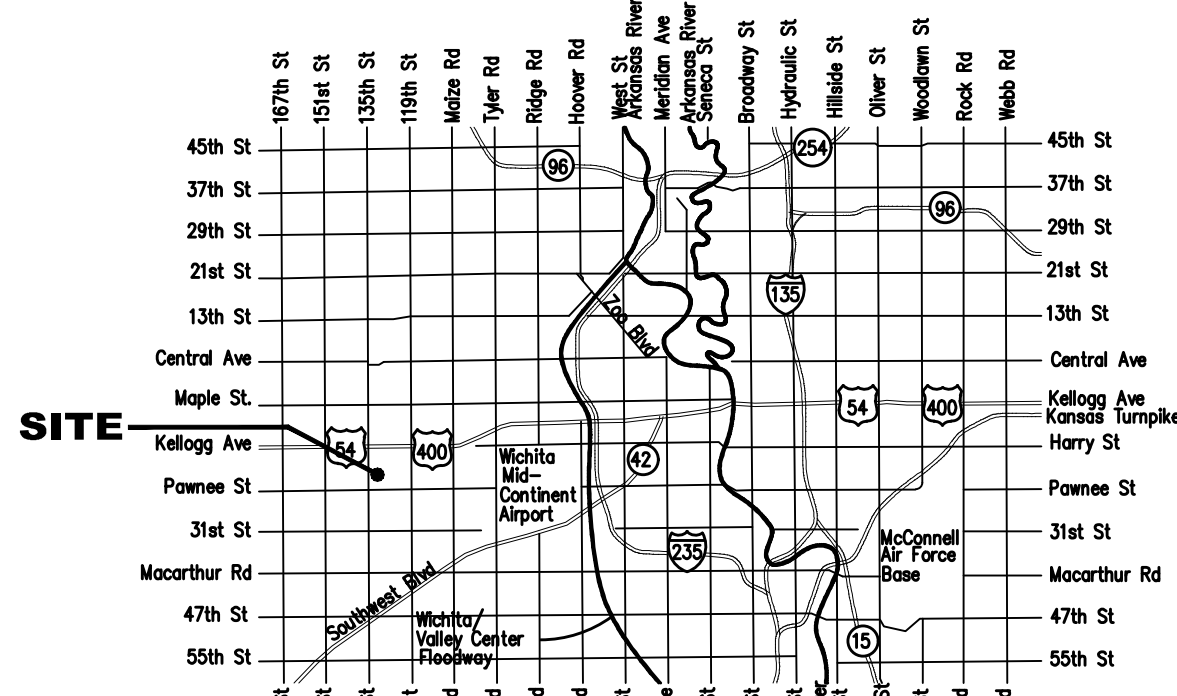 167th St
151st St
135th St
119th St
Maize Rd
Tyler Rd
Ridge Rd
Hoover Rd
West St
Arkansas River
Meridian Ave
Arkansas River
Seneca St
Broadway St
Hydraulic St
Hillside St
Oliver St
Woodlawn St
Rock Rd
Webb Rd
45th St
45th St
96
254
37th St
37th St
96
29th St
29th St
21st St
21st St
135
13th St
13th St
Zoo Blvd
Central Ave
Central Ave
Maple St.
54
400
Kellogg Ave
Kansas Turnpike
SITE
Kellogg Ave
54
400
42
Harry St
Wichita
Mid-
Continent
Airport
Pawnee St
Pawnee St
31st St
31st St
235
McConnell
Air Force
Base
Macarthur Rd
Macarthur Rd
Southwest Blvd
47th St
47th St
Wichita/
Valley Center
Floodway
15
55th St
55th St